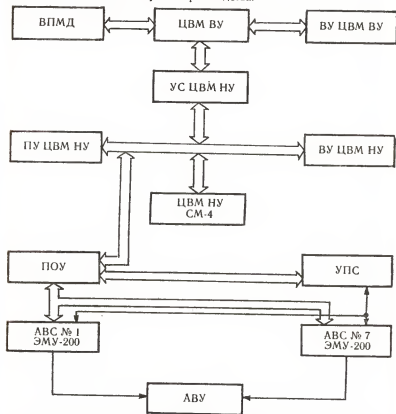 ВПМД
ЦВМ ВУ
ВУ ЦВМ ВУ
УС ЦВМ НУ
ПУ ЦВМ НУ
ВУ ЦВМ НУ
ЦВМ НУ
СМ-4
ПОУ
УПС
АВС № 1
ЭМУ-200
АВС № 7
ЭМУ-200
АВУ